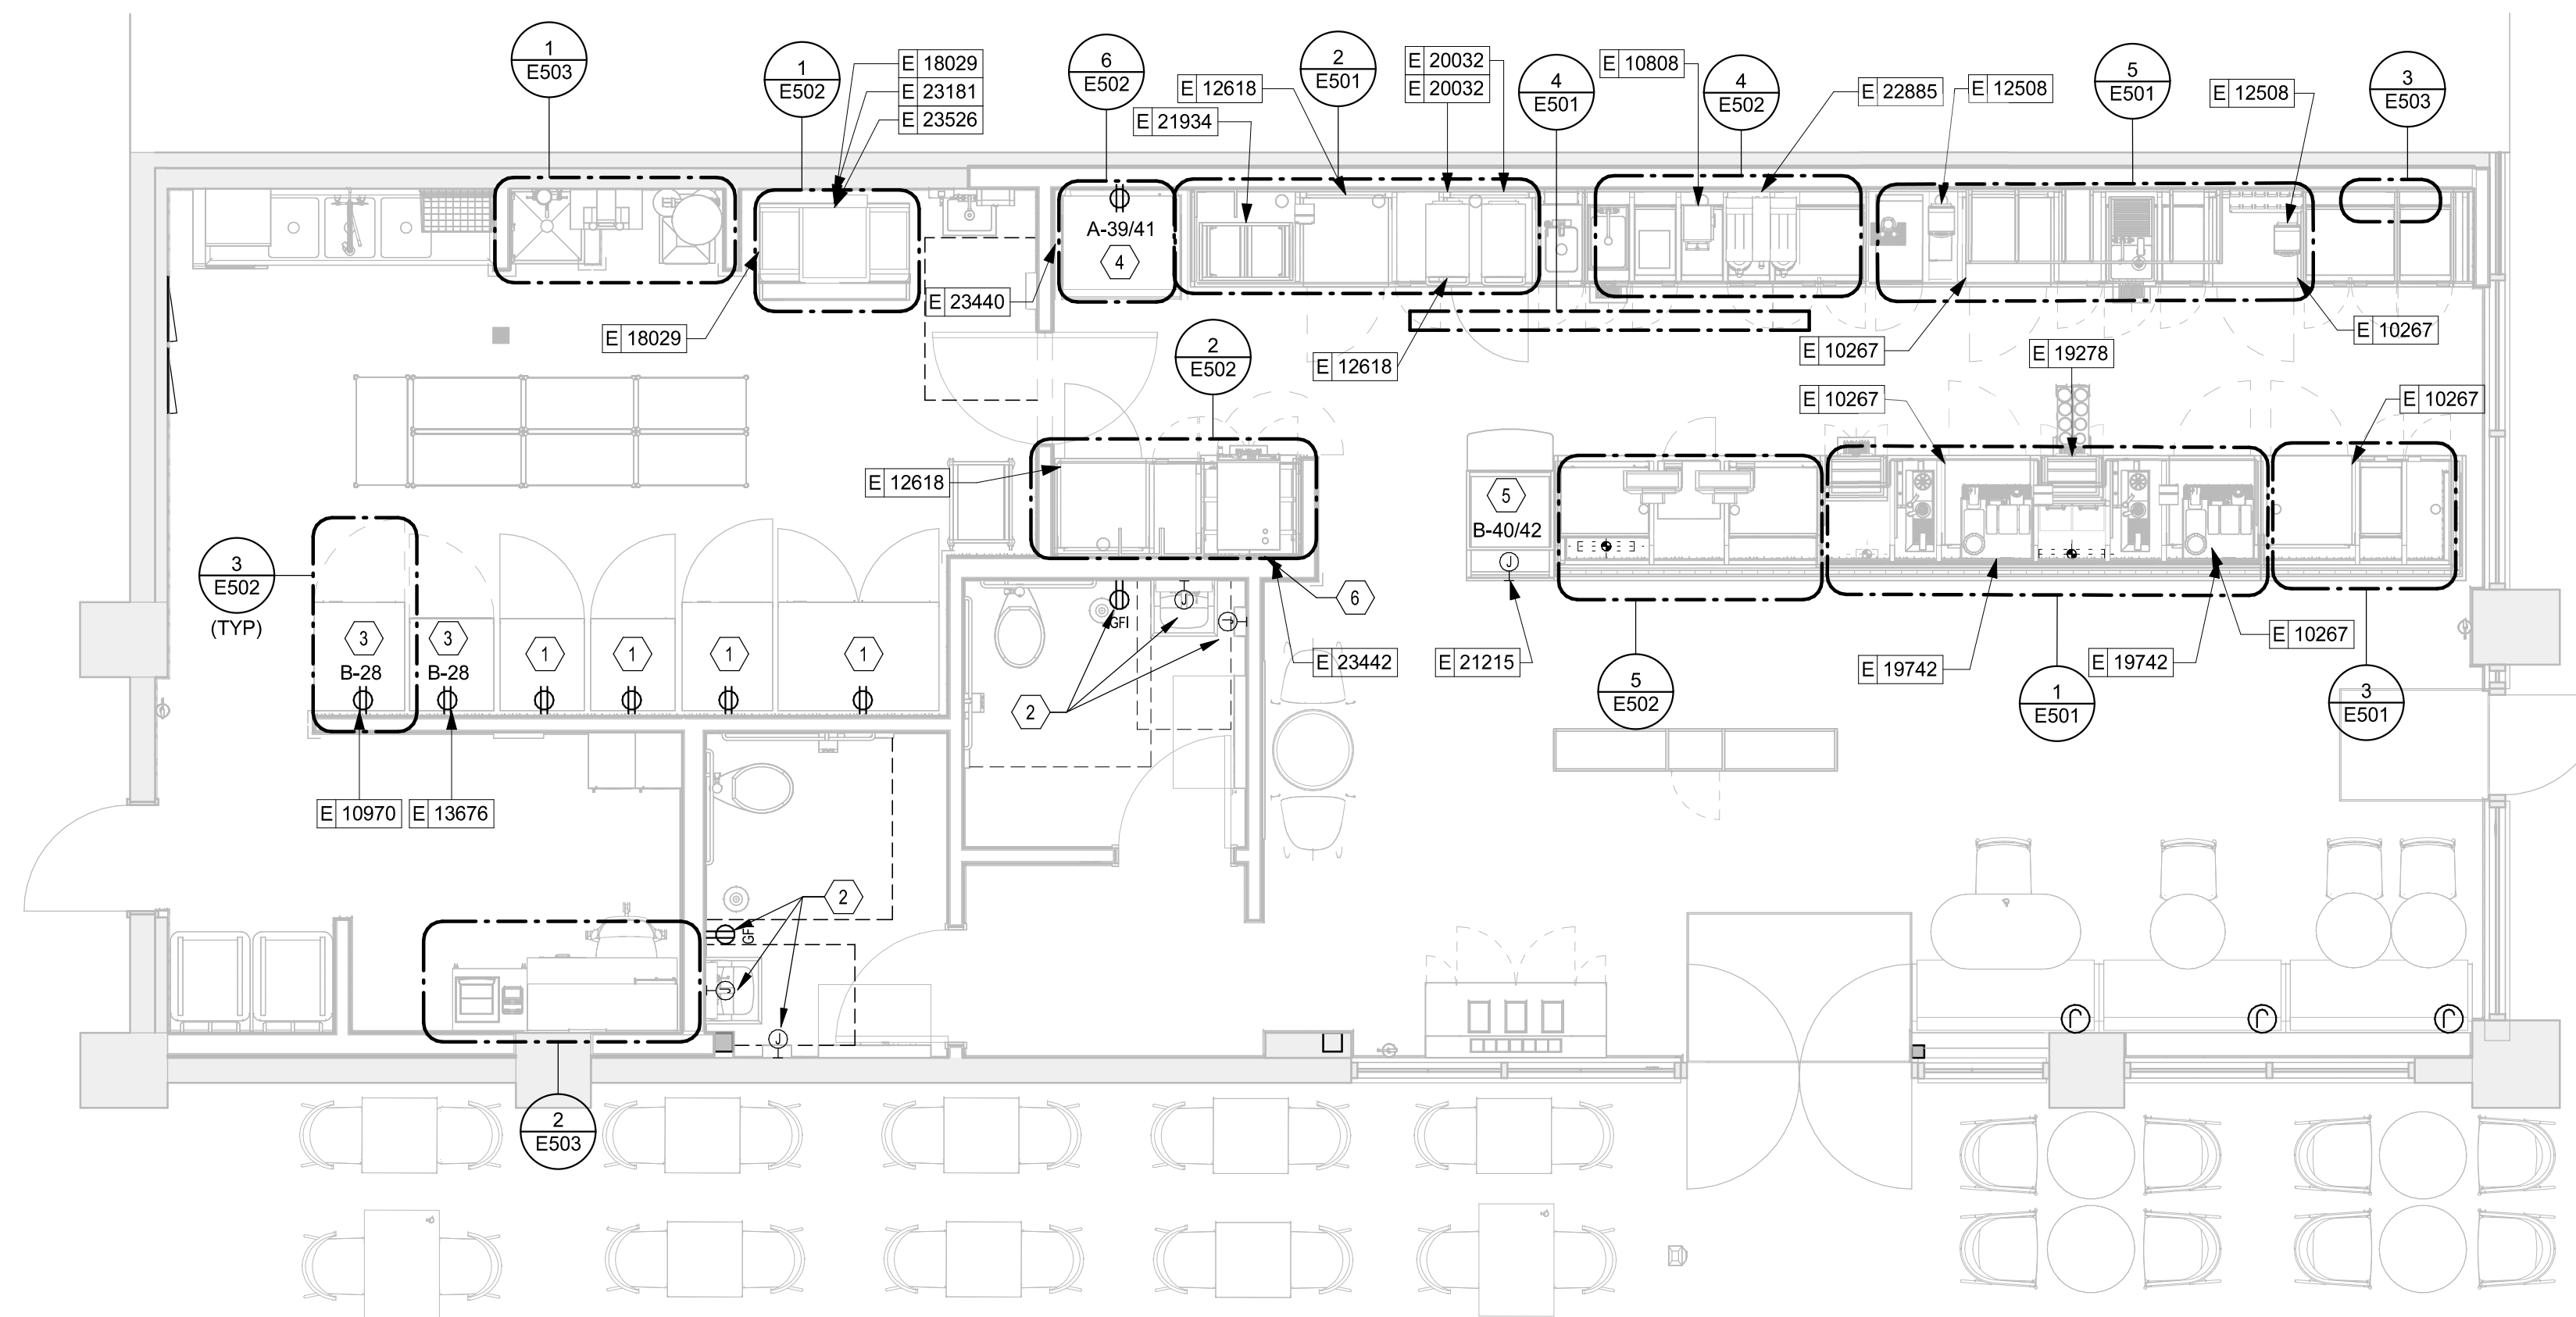 1
E503
1
E502
E 18029
E 23181
E 23526
6
E502
E 12618
E 21934
2
E501
E 20032
E 20032
4
E501
E 10808
4
E502
E 22885
E 12508
5
E501
E 12508
3
E503
A-39/41
4
E 23440
E 18029
2
E502
E 12618
E 10267
E 19278
E 10267
E 10267
E 10267
E 12618
5
B-40/42
J
3
E502
(TYP)
3
B-28
3
B-28
1
1
1
1
GFI
J
J
2
6
E 23442
E 21215
5
E502
E 19742
1
E501
E 19742
E 10267
3
E501
E 10970
E 13676
2
GFI
J
J
2
E503